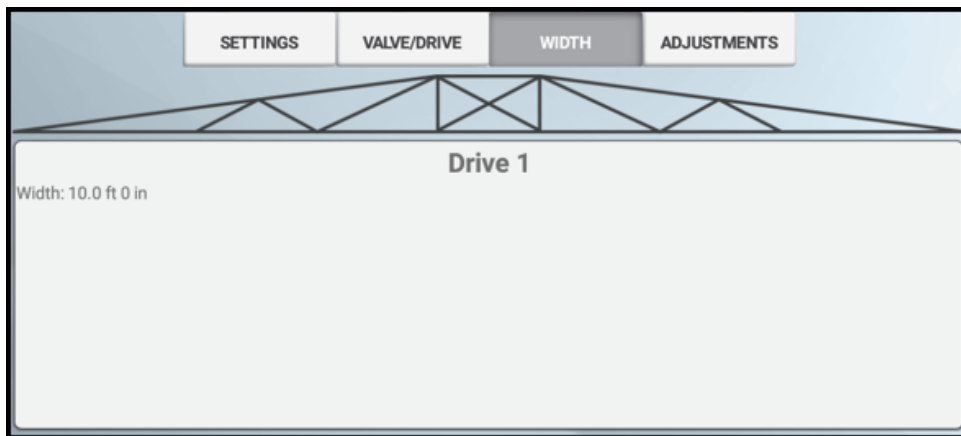 SETTINGS VALVE/DRIVE WIDTH ADJUSTMENTS
Drive 1
Width: 10.0 ft 0 in